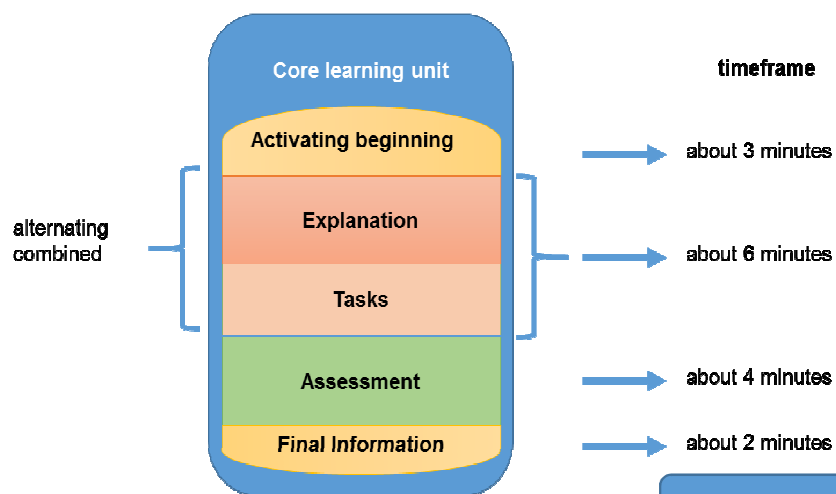 Core learning unit
timeframe
Activating beginning
about 3 minutes
alternating
combined
Explanation
about 6 minutes
Tasks
Assessment
about 4 minutes
Final Information
about 2 minutes